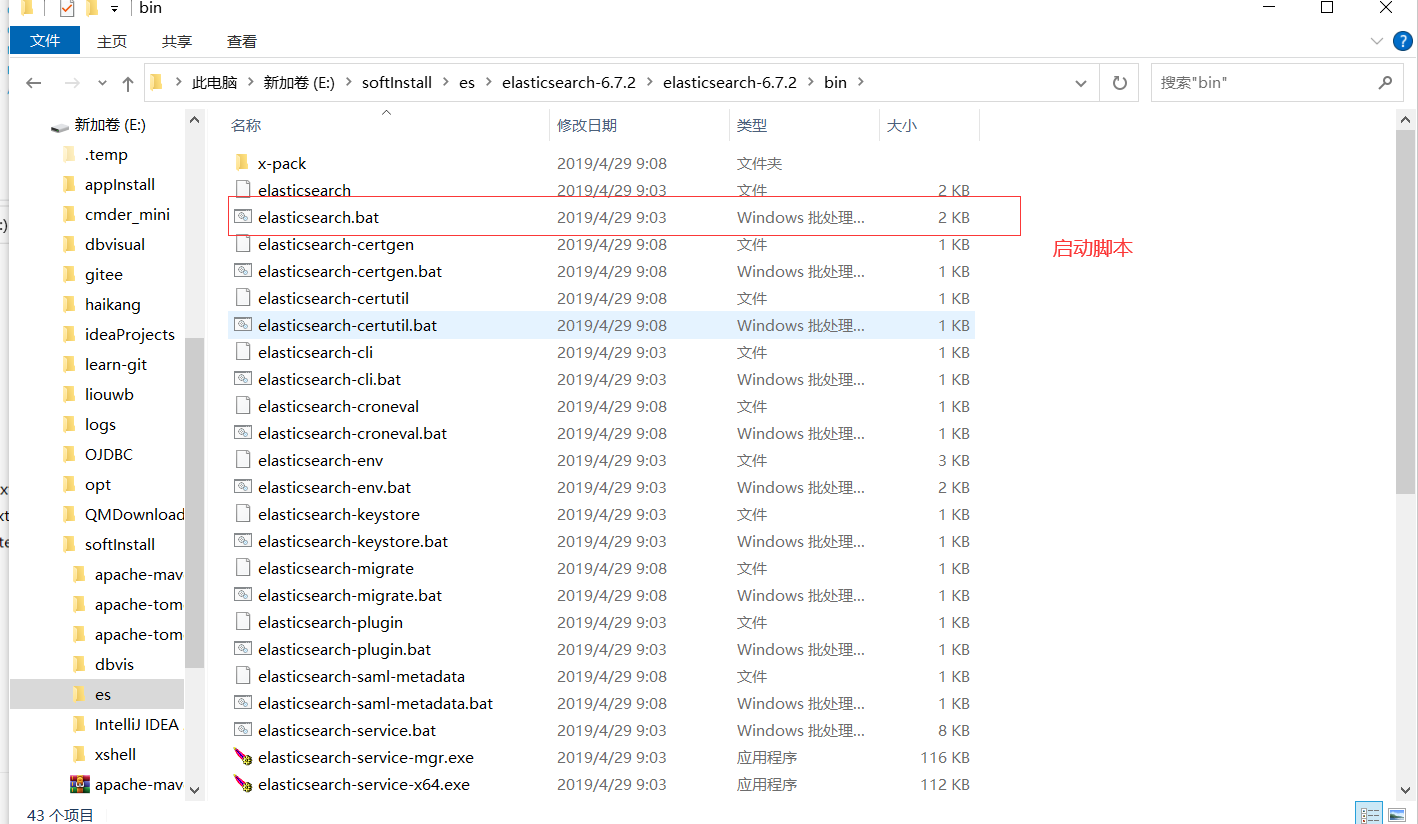 bin
文件 主页 共享 查看
此电脑 新加卷 (E:) softInstall es elasticsearch-6.7.2 elasticsearch-6.7.2 bin
搜索"bin"
新加卷 (E:)
.temp
appInstall
cmder_mini
dbvisual
gitee
haikang
ideaProjects
learn-git
liouwb
logs
OJDBC
opt
QMDownload
softInstall
apache-mav
apache-tom
apache-tom
dbvis
es
IntelliJ IDEA
xshell
apache-mav
名称 修改日期 类型 大小
x-pack 2019/4/29 9:08 文件夹
elasticsearch 2019/4/29 9:03 文件 2 KB
elasticsearch.bat 2019/4/29 9:03 Windows 批处理... 2 KB
elasticsearch-certgen 2019/4/29 9:08 文件 1 KB
elasticsearch-certgen.bat 2019/4/29 9:08 Windows 批处理... 1 KB
elasticsearch-certutil 2019/4/29 9:08 文件 1 KB
elasticsearch-certutil.bat 2019/4/29 9:08 Windows 批处理... 1 KB
elasticsearch-cli 2019/4/29 9:03 文件 1 KB
elasticsearch-cli.bat 2019/4/29 9:03 Windows 批处理... 1 KB
elasticsearch-croneval 2019/4/29 9:08 文件 1 KB
elasticsearch-croneval.bat 2019/4/29 9:08 Windows 批处理... 1 KB
elasticsearch-env 2019/4/29 9:03 文件 3 KB
elasticsearch-env.bat 2019/4/29 9:03 Windows 批处理... 2 KB
elasticsearch-keystore 2019/4/29 9:03 文件 1 KB
elasticsearch-keystore.bat 2019/4/29 9:03 Windows 批处理... 1 KB
elasticsearch-migrate 2019/4/29 9:08 文件 1 KB
elasticsearch-migrate.bat 2019/4/29 9:08 Windows 批处理... 1 KB
elasticsearch-plugin 2019/4/29 9:03 文件 1 KB
elasticsearch-plugin.bat 2019/4/29 9:03 Windows 批处理... 1 KB
elasticsearch-saml-metadata 2019/4/29 9:08 文件 1 KB
elasticsearch-saml-metadata.bat 2019/4/29 9:08 Windows 批处理... 1 KB
elasticsearch-service.bat 2019/4/29 9:03 Windows 批处理... 8 KB
elasticsearch-service-mgr.exe 2019/4/29 9:03 应用程序 116 KB
elasticsearch-service-x64.exe 2019/4/29 9:03 应用程序 112 KB
启动脚本
43 个项目